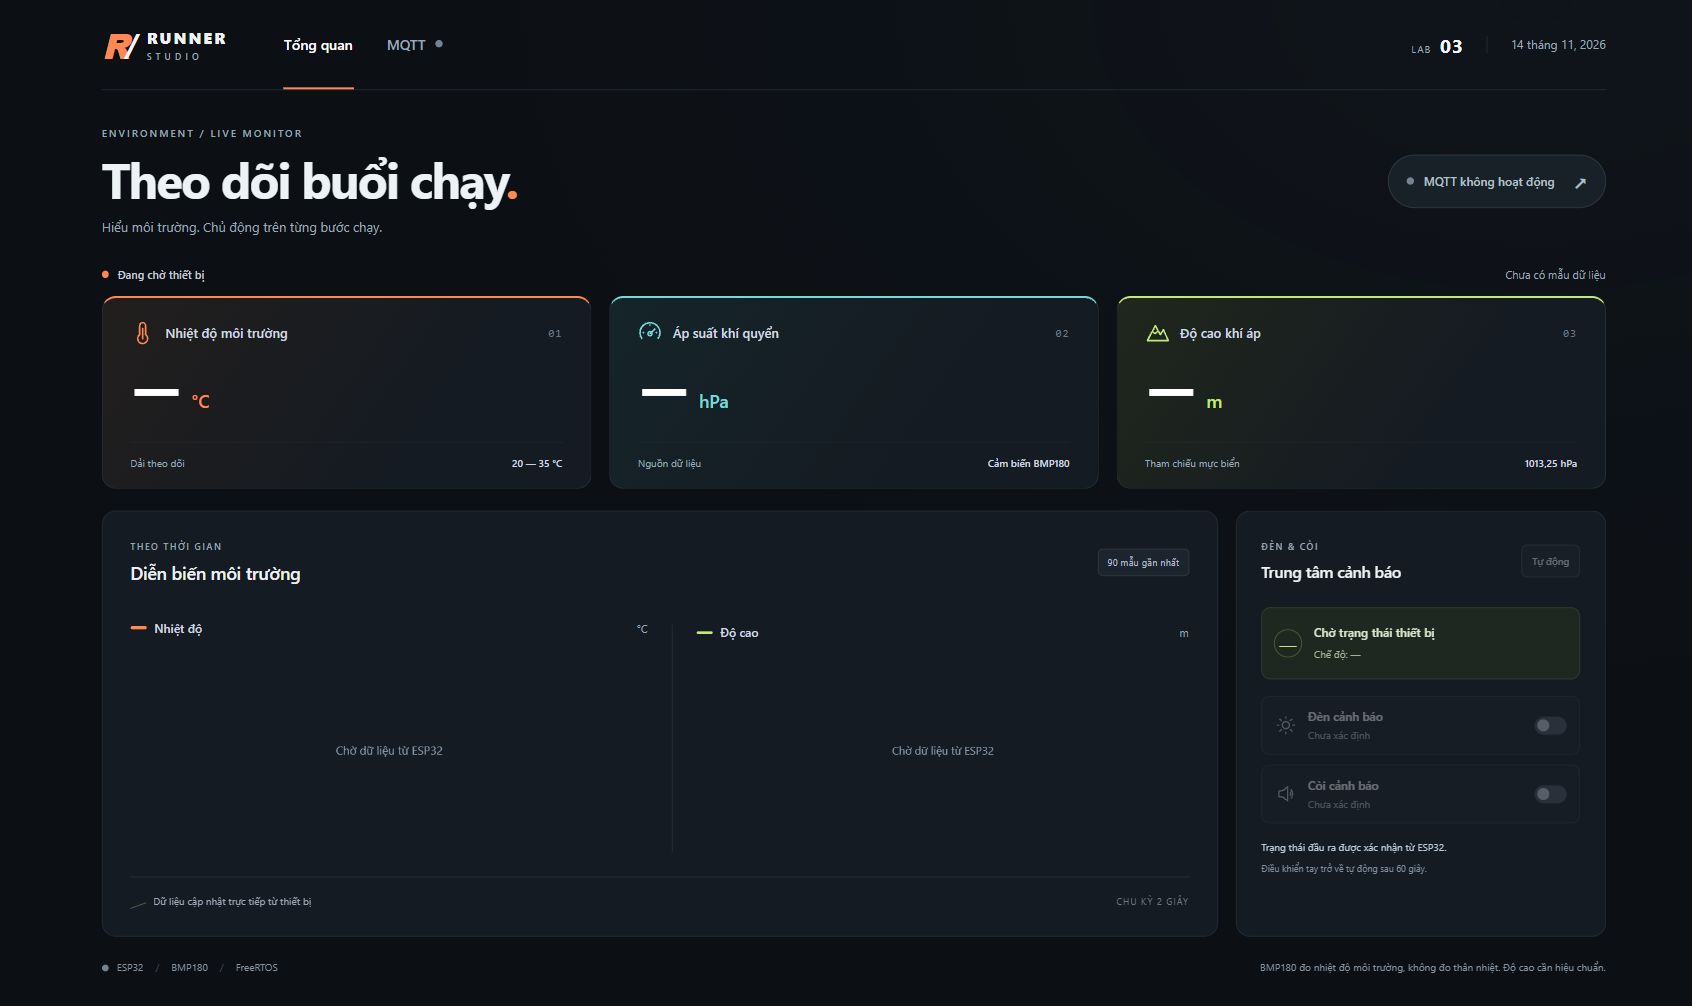 R/ RUNNER
STUDIO
Tổng quan
MQTT
LAB 03
14 tháng 11, 2026
ENVIRONMENT / LIVE MONITOR
Theo dõi buổi chạy.
Hiểu môi trường. Chủ động trên từng bước chạy.
MQTT không hoạt động ↗
Đang chờ thiết bị
Chưa có mẫu dữ liệu
Nhiệt độ môi trường
01
— °C
Dải theo dõi
20 — 35 °C
Áp suất khí quyển
02
— hPa
Nguồn dữ liệu
Cảm biến BMP180
Độ cao khí áp
03
— m
Tham chiếu mực biển
1013,25 hPa
THEO THỜI GIAN
Diễn biến môi trường
90 mẫu gần nhất
Nhiệt độ
°C
Chờ dữ liệu từ ESP32
Độ cao
m
Chờ dữ liệu từ ESP32
Dữ liệu cập nhật trực tiếp từ thiết bị
CHU KỲ 2 GIÂY
ĐÈN & CÒI
Trung tâm cảnh báo
Tự động
—
Chờ trạng thái thiết bị
Chế độ: —
Đèn cảnh báo
Chưa xác định
Còi cảnh báo
Chưa xác định
Trạng thái đầu ra được xác nhận từ ESP32.
Điều khiển tay trở về tự động sau 60 giây.
ESP32 / BMP180 / FreeRTOS
BMP180 đo nhiệt độ môi trường, không đo thân nhiệt. Độ cao cần hiệu chuẩn.